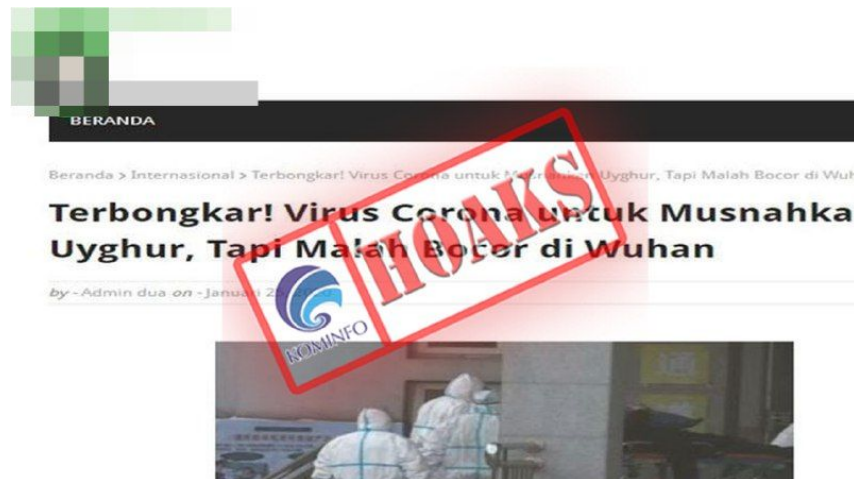 BERANDA
Beranda > Internasional > Terbongkar! Virus Corona untuk Uyghur, Tapi Malah Bocor di Wuh
Terbongkar! Virus Corona untuk Musnahka
Uyghur, Tapi Malah Bocor di Wuhan
by - Admin dua on - Januari
HOAKS
KOMINFO